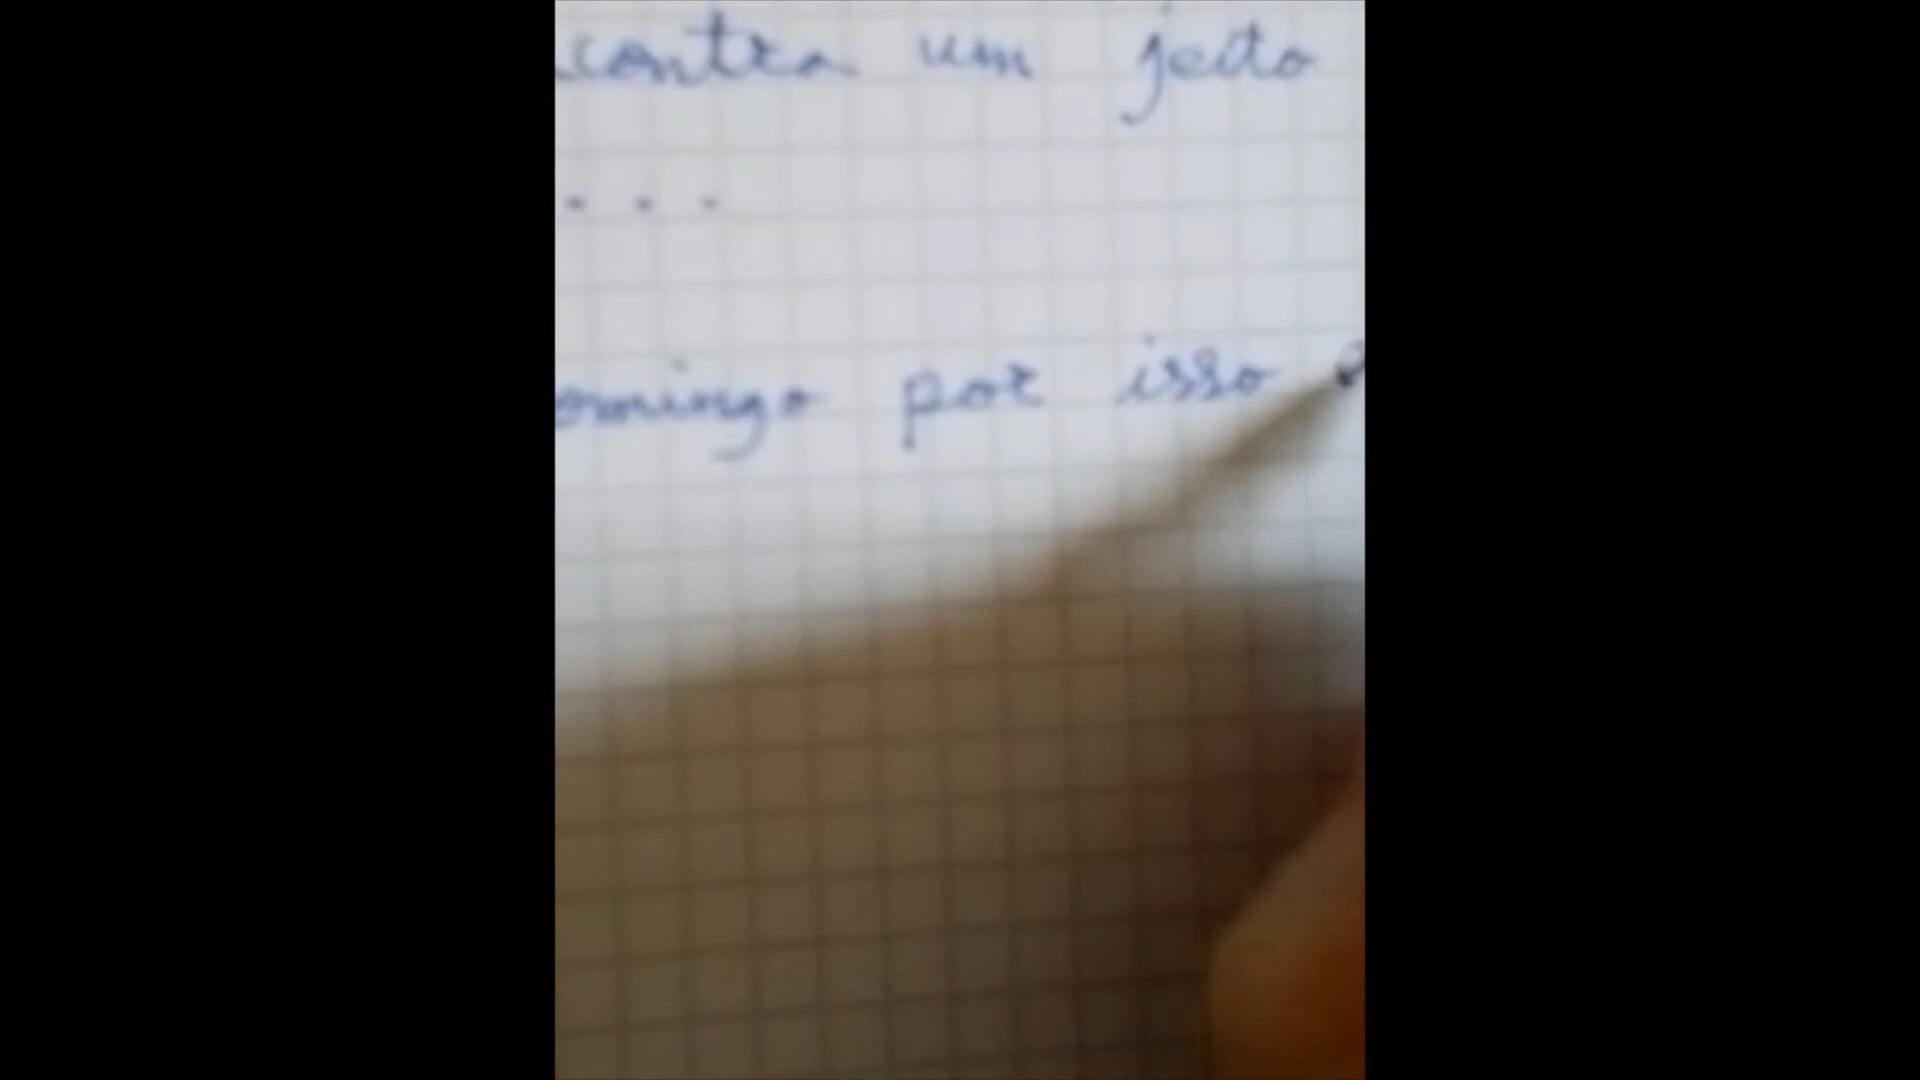 contra um jeito
...
omingo por isso